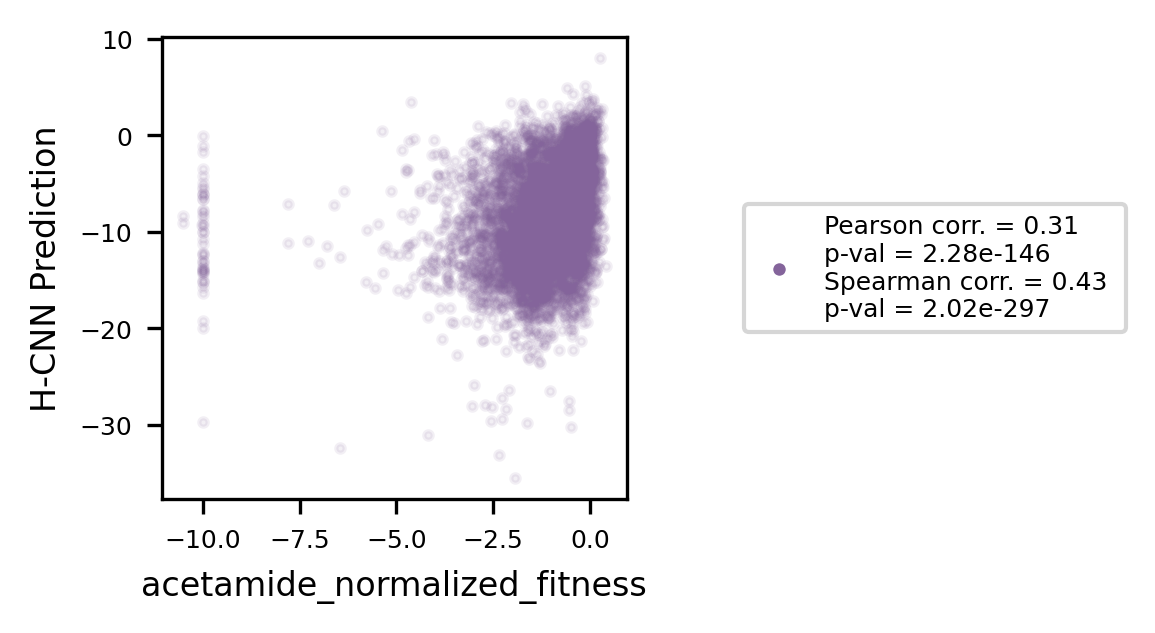 H-CNN Prediction
10
0
−10
−20
−30
−10.0 −7.5 −5.0 −2.5 0.0
acetamide_normalized_fitness
Pearson corr. = 0.31
p-val = 2.28e-146
Spearman corr. = 0.43
p-val = 2.02e-297